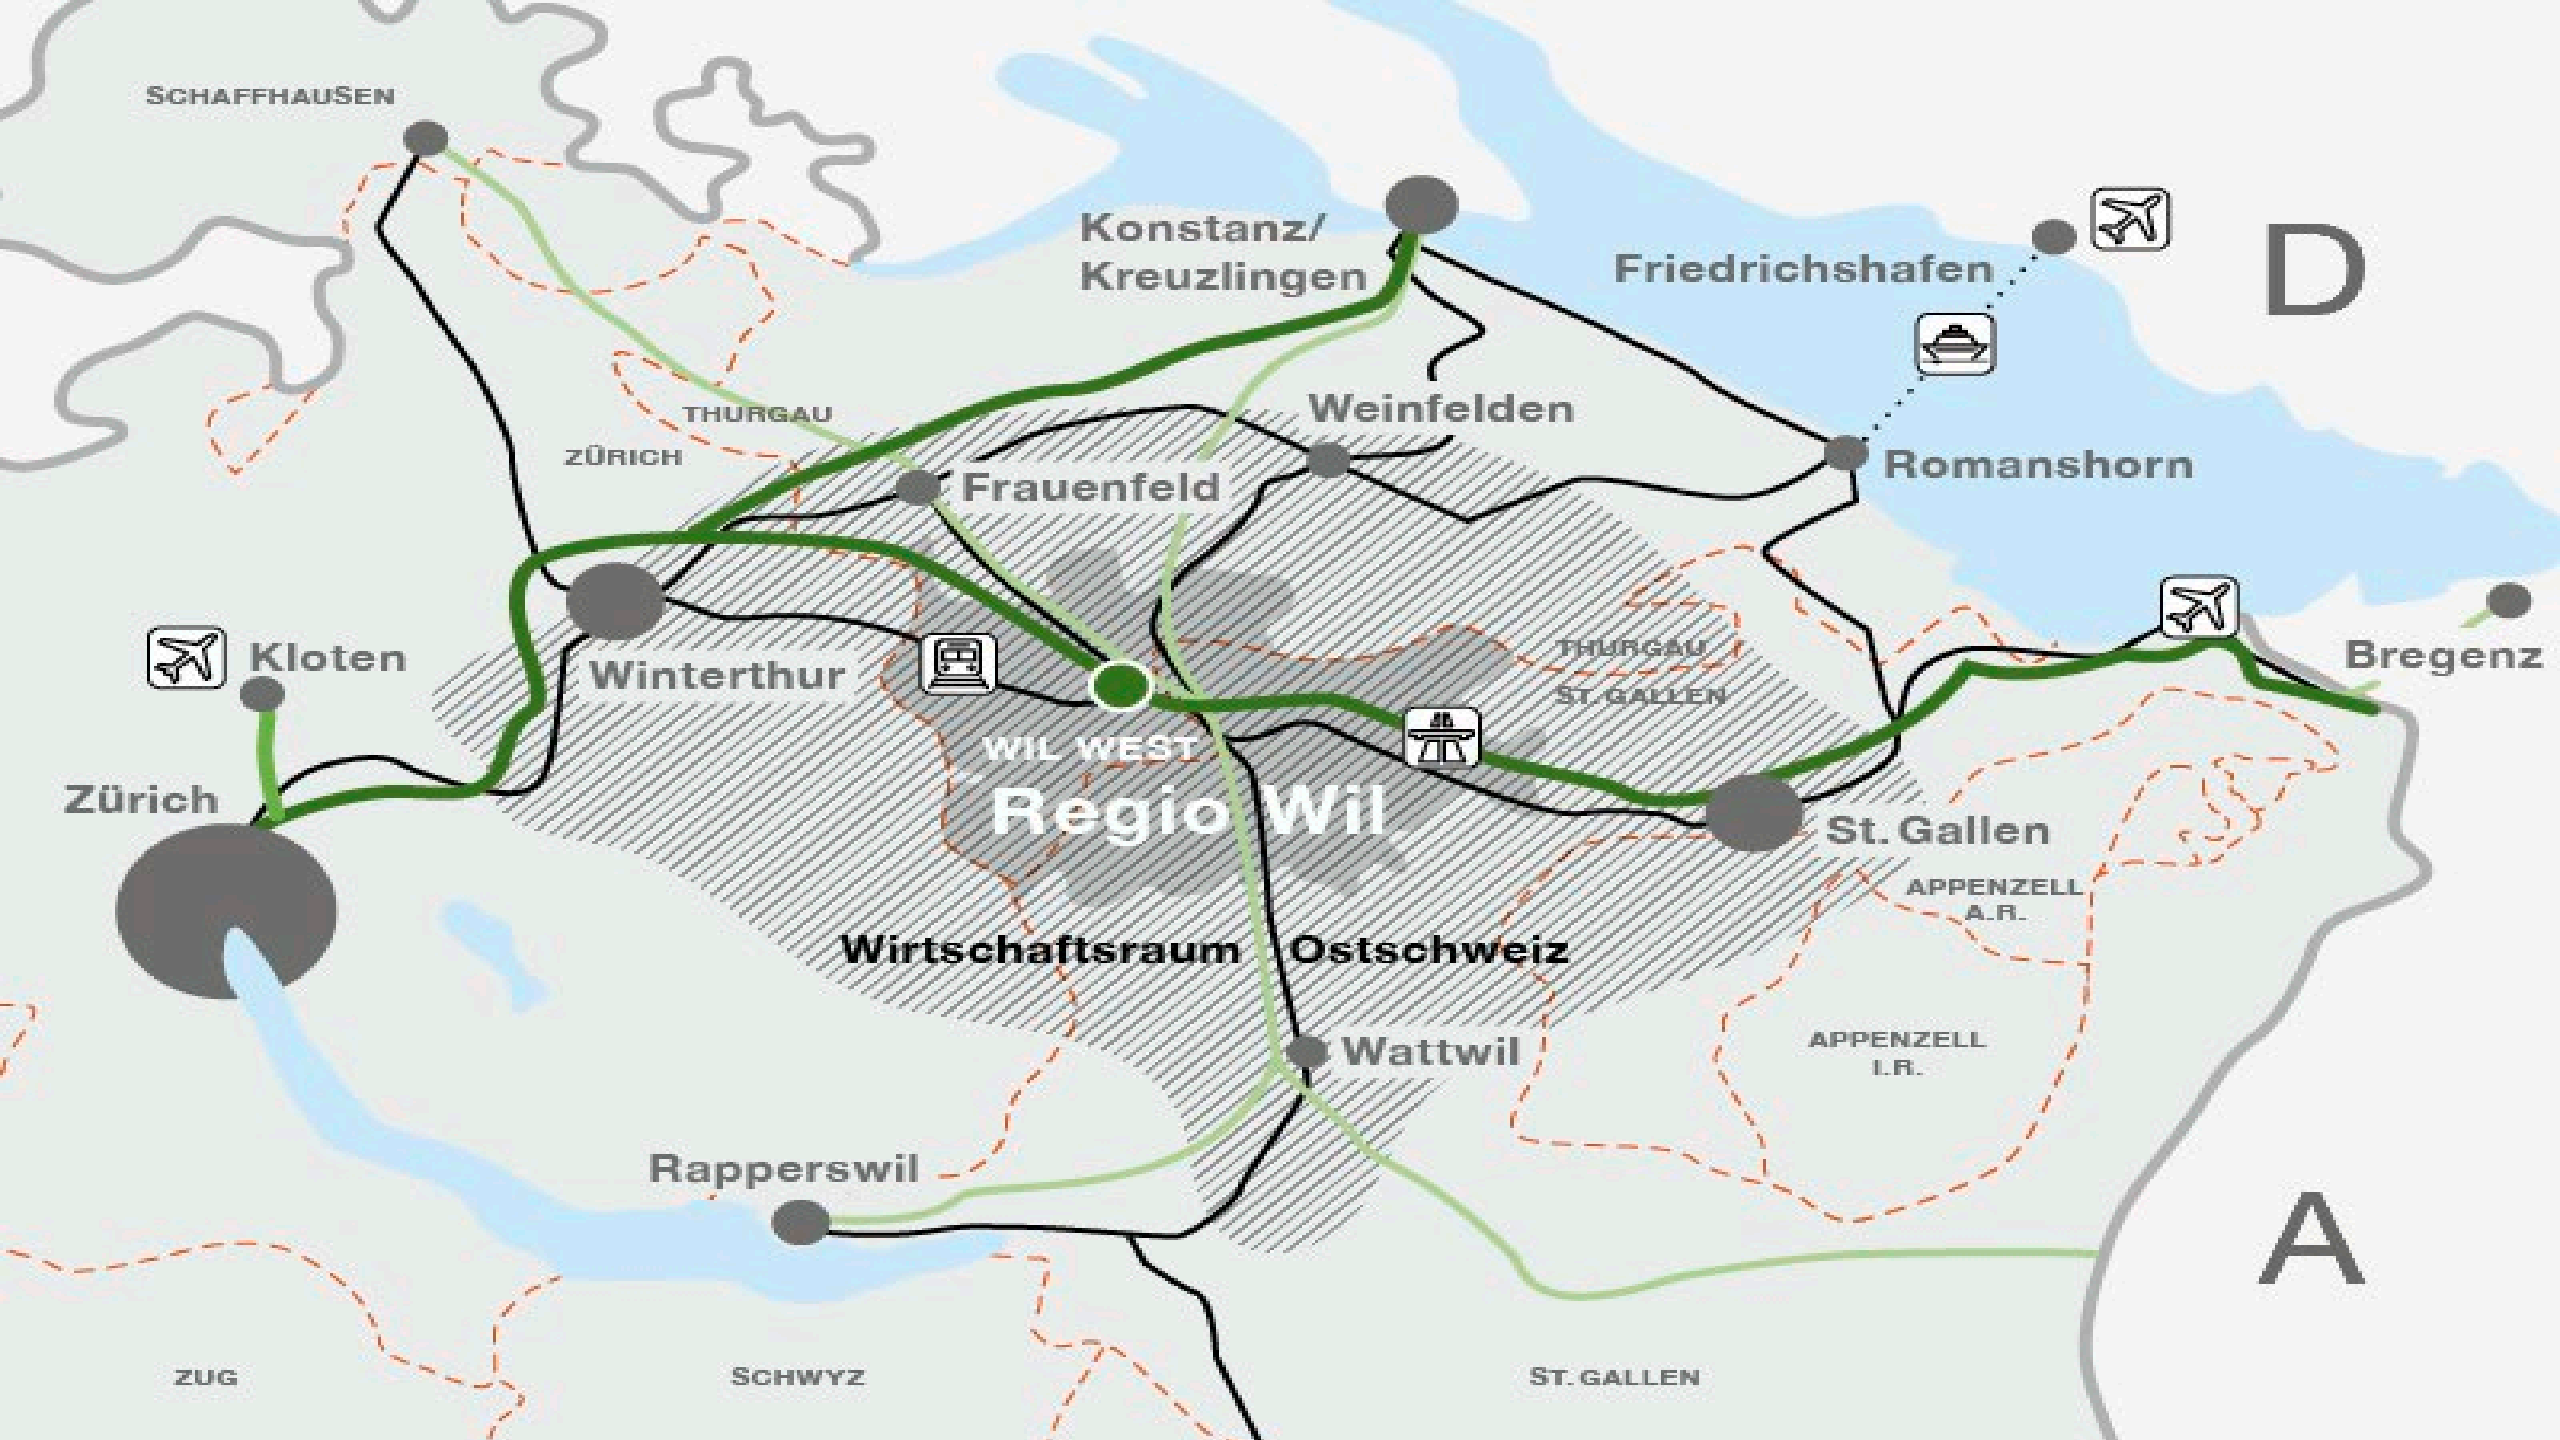 SCHAFFHAUSEN
Konstanz/
Kreuzlingen
Friedrichshafen
D
THURGAU
ZÜRICH
Weinfelden
Romanshorn
Frauenfeld
Kloten
Winterthur
THURGAU
ST. GALLEN
Bregenz
WIL WEST
Zürich
Regio Wil
St. Gallen
APPENZELL
A.R.
Wirtschaftsraum Ostschweiz
APPENZELL
I.R.
Wattwil
Rapperswil
A
ZUG
SCHWYZ
ST. GALLEN